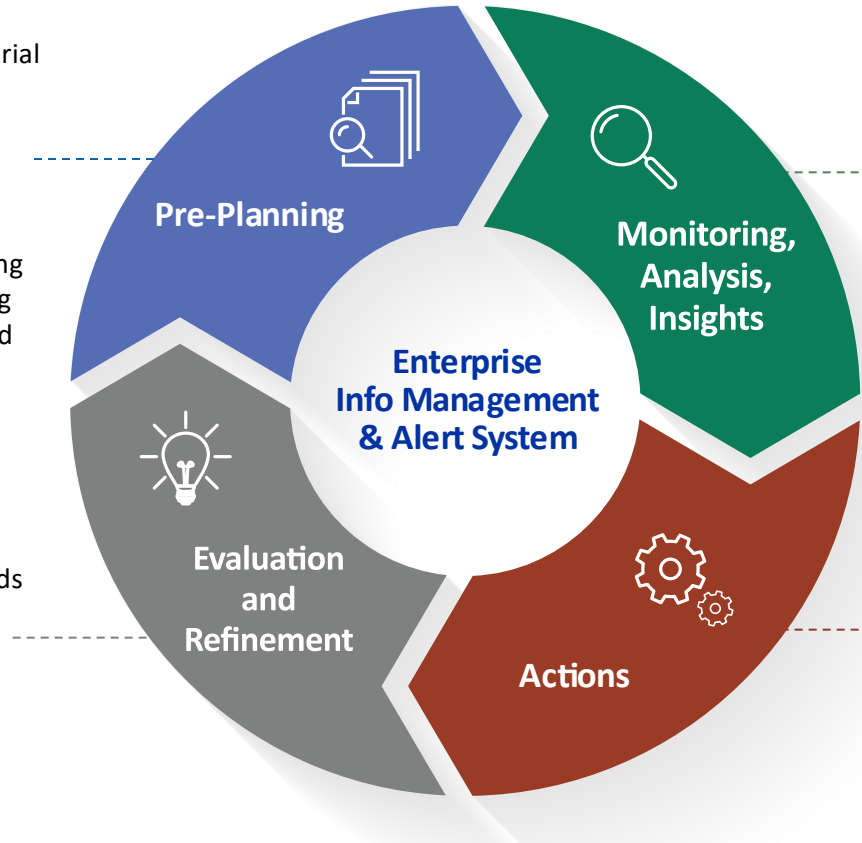 Pre-Planning
Monitoring,
Analysis,
Insights
Enterprise
Info Management
& Alert System
Evaluation
and
Refinement
Actions